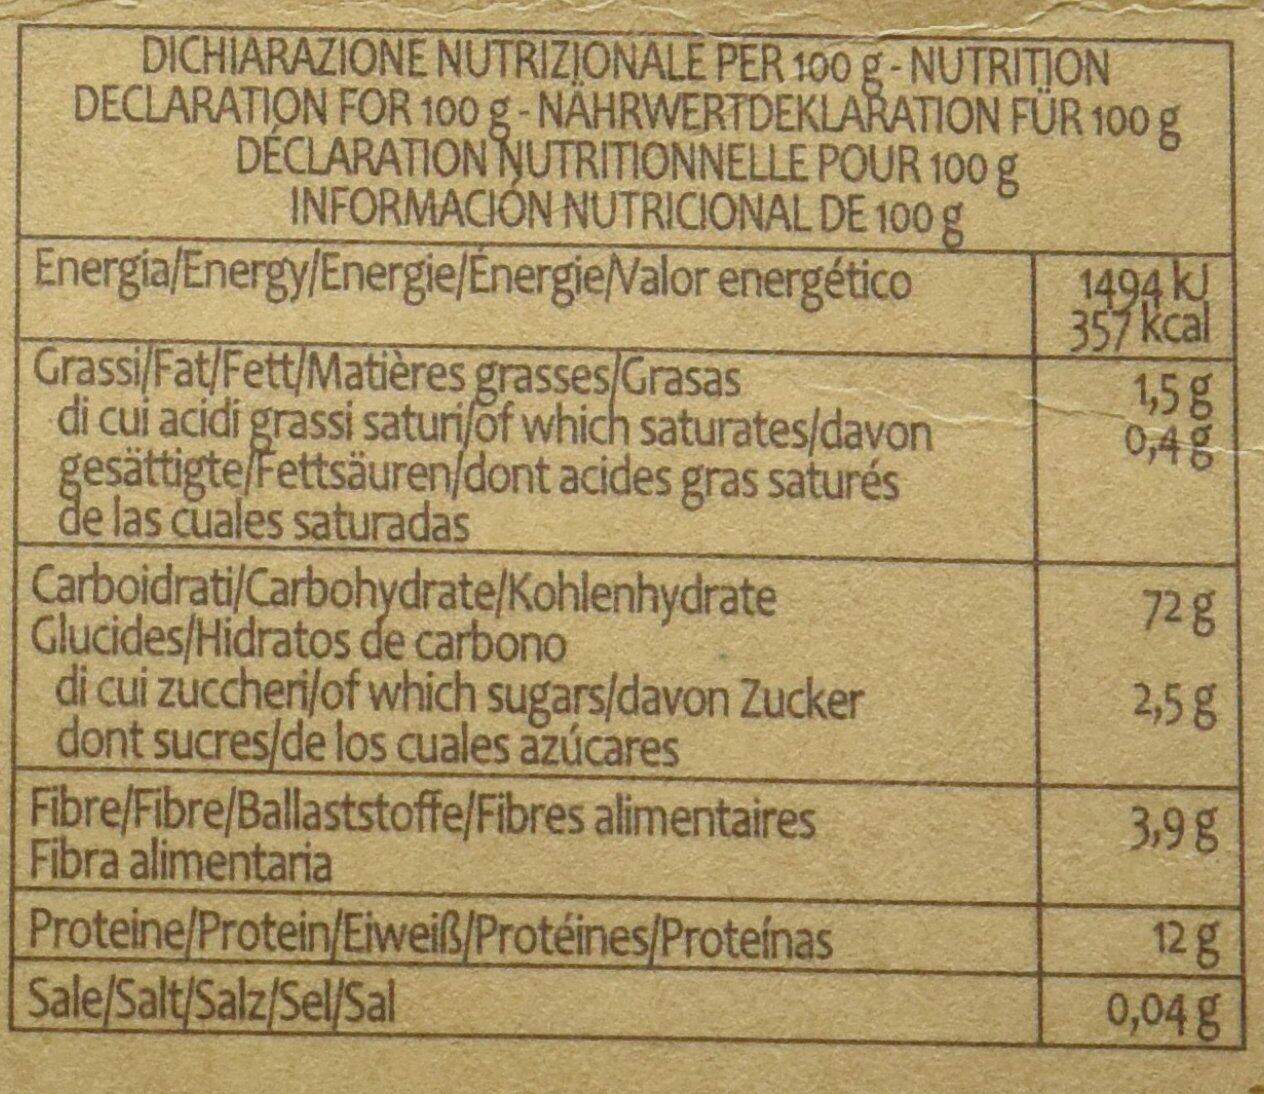 DICHIARAZIONE NUTRIZIONALE PER 100 g - NUTRITION
DECLARATION FOR 100 g - NÄHRWERTDEKLARATION FÜR 100 g
DÉCLARATION NUTRITIONNELLE POUR 100 g
INFORMACIÓN NUTRICIONAL DE 100 g
Energia/Energy/Energie/Énergie/Valor energético 1494 kJ
357 kcal
Grassi/Fat/Fett/Matières grasses/Grasas 1,5 g
di cui acidi grassi saturi/of which saturates/davon 0,4 g
gesättigte/Fettsäuren/dont acides gras saturés
de las cuales saturadas
Carboidrati/Carbohydrate/Kohlenhydrate 72 g
Glucides/Hidratos de carbono
di cui zuccheri/of which sugars/davon Zucker 2,5 g
dont sucres/de los cuales azúcares
Fibre/Fibre/Ballaststoffe/Fibres alimentaires 3,9 g
Fibra alimentaria
Proteine/Protein/Eiweiß/Protéines/Proteínas 12 g
Sale/Salt/Salz/Sel/Sal 0,04 g